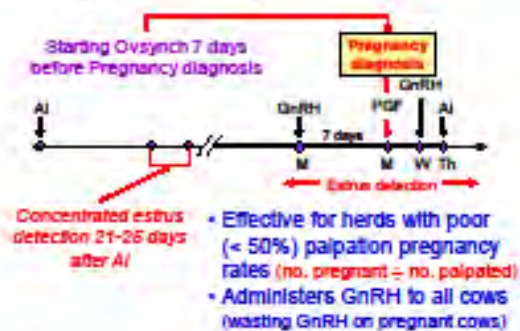 Starting Ovsynch 7 days
before Pregnancy diagnosis
Pregnancy
diagnosis
GnRH
AI
GnRH
PGF
AI
7 days
M
M
W
Th
Estrus detection
Concentrated estrus
detection 21-25 days
after AI
• Effective for herds with poor
(< 50%) palpation pregnancy
rates (no. pregnant ÷ no. palpated)
• Administers GnRH to all cows
(wasting GnRH on pregnant cows)